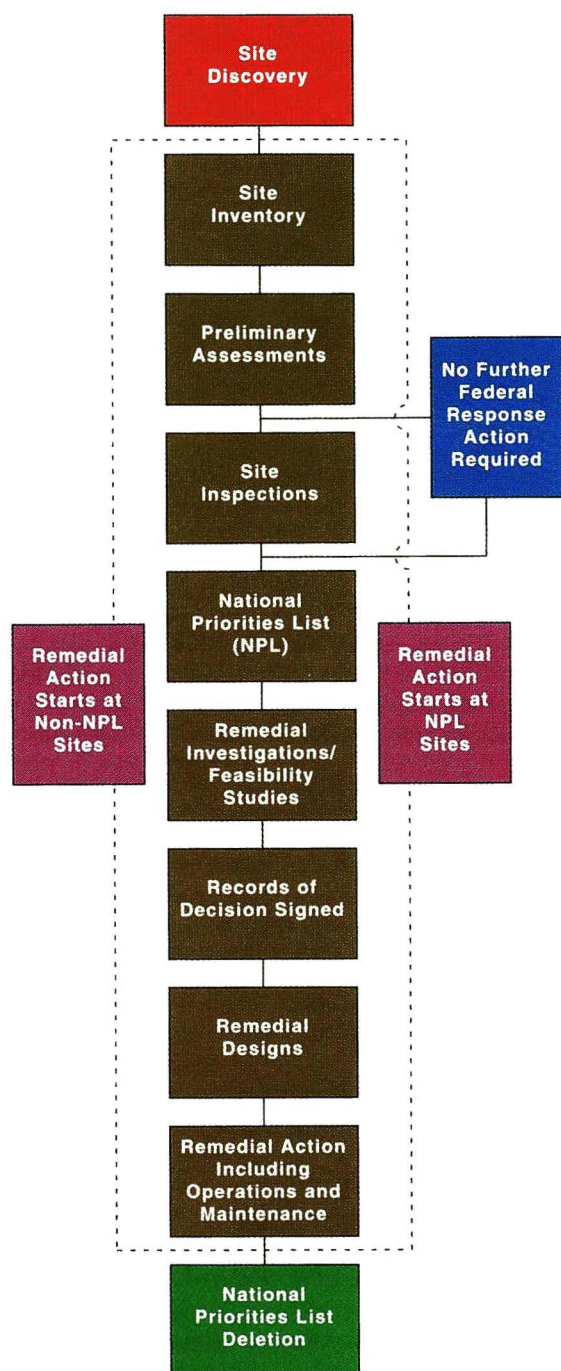 Site
Discovery
Site
Inventory
Preliminary
Assessments
No Further
Federal
Response
Action
Required
Site
Inspections
National
Priorities List
(NPL)
Remedial
Action
Starts at
Non-NPL
Sites
Remedial
Action
Starts at
NPL
Sites
Remedial
Investigations/
Feasibility
Studies
Records of
Decision Signed
Remedial
Designs
Remedial Action
Including
Operations and
Maintenance
National
Priorities List
Deletion